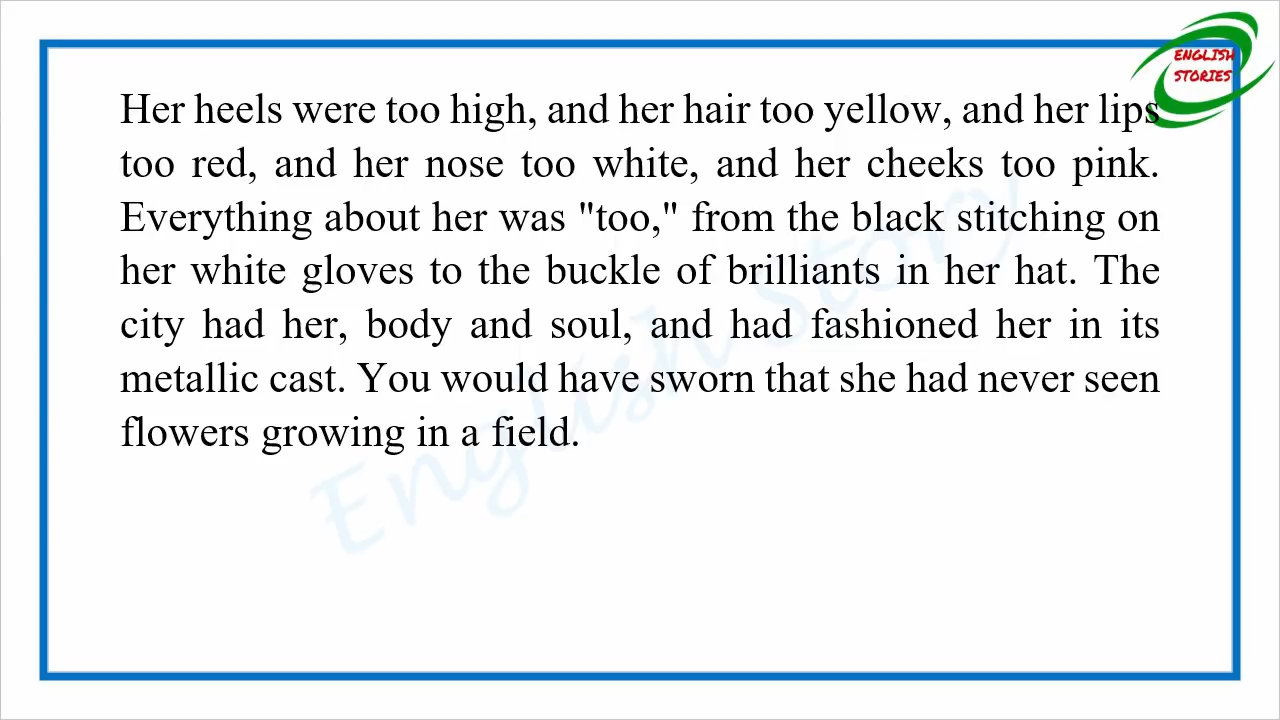 ENGLISH
STORIES
Her heels were too high, and her hair too yellow, and her lips
too red, and her nose too white, and her cheeks too pink.
Everything about her was "too," from the black stitching on
her white gloves to the buckle of brilliants in her hat. The
city had her, body and soul, and had fashioned her in its
metallic cast. You would have sworn that she had never seen
flowers growing in a field.
English Story